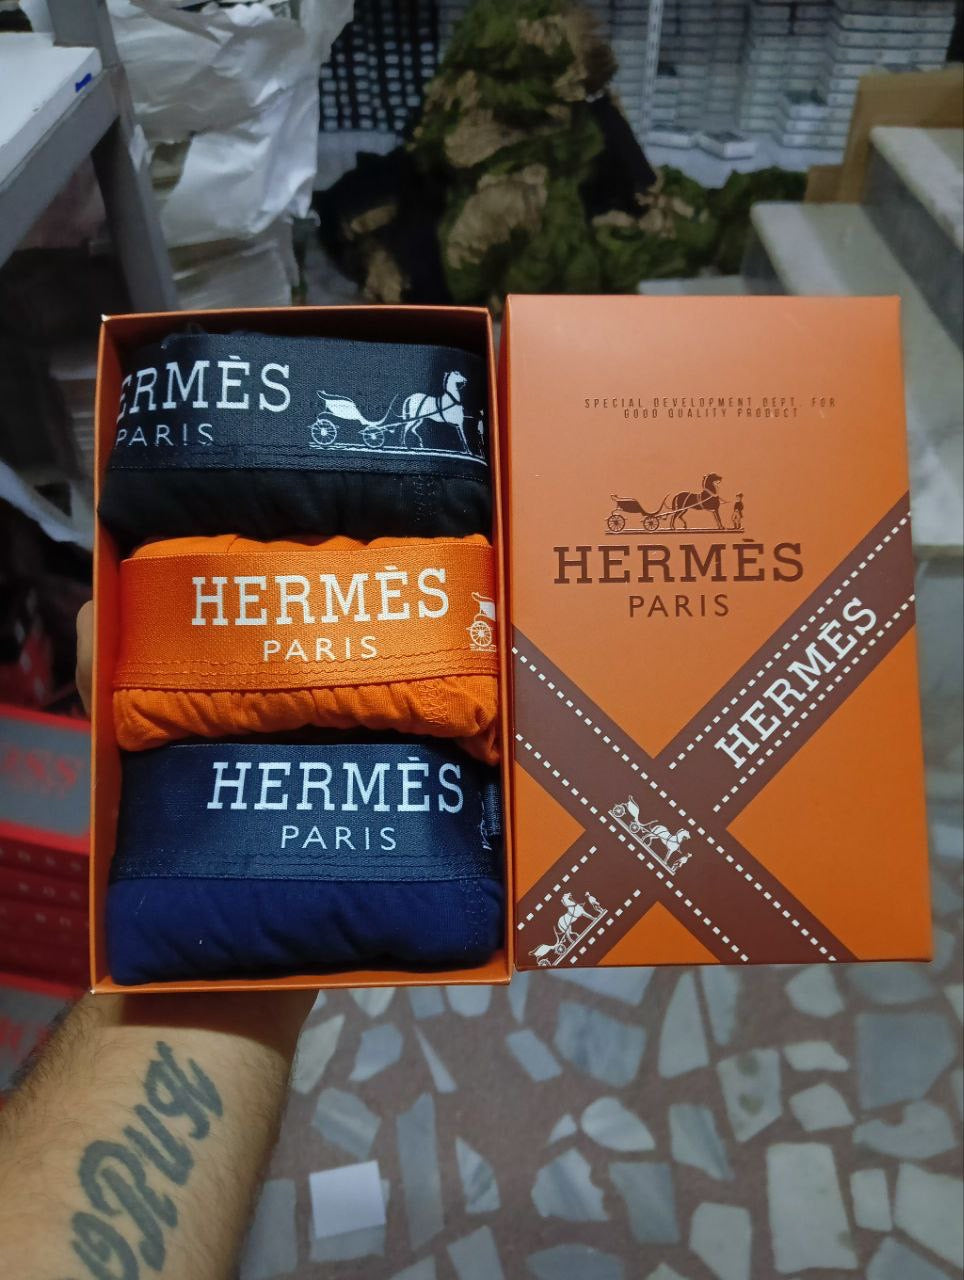 ERMÈS
PARIS
HERMÈS
PARIS
HERMÈS
PARIS
SPECIAL DEVELOPMENT DEPT. FOR
GOOD QUALITY PRODUCT
HERMÈS
PARIS
HERMÈS